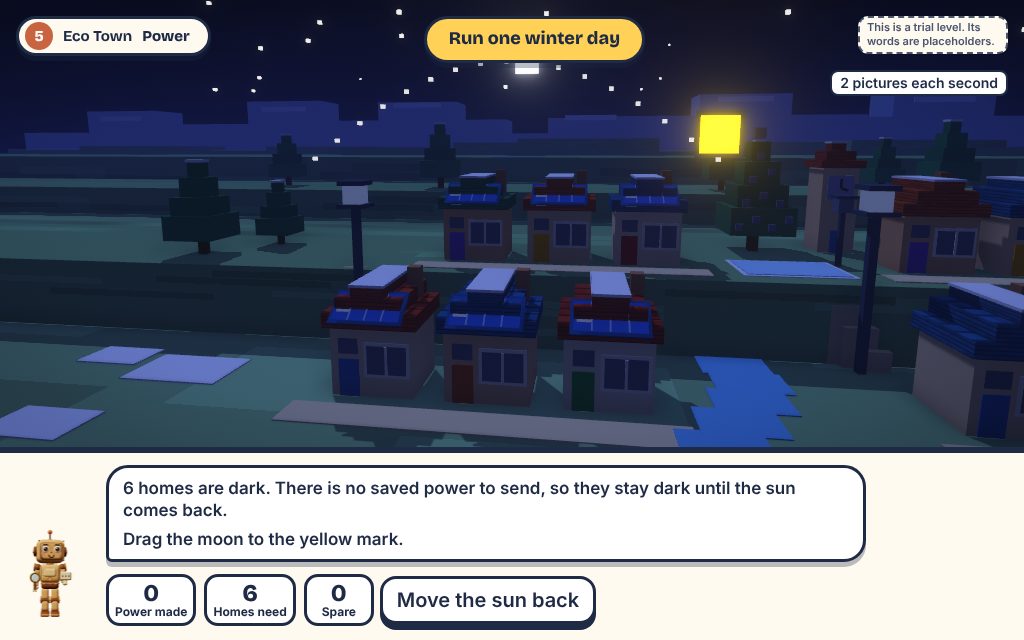 5 Eco Town Power
Run one winter day
This is a trial level. Its
words are placeholders.
2 pictures each second
6 homes are dark. There is no saved power to send, so they stay dark until the sun
comes back.
Drag the moon to the yellow mark.
0
Power made
6
Homes need
0
Spare
Move the sun back